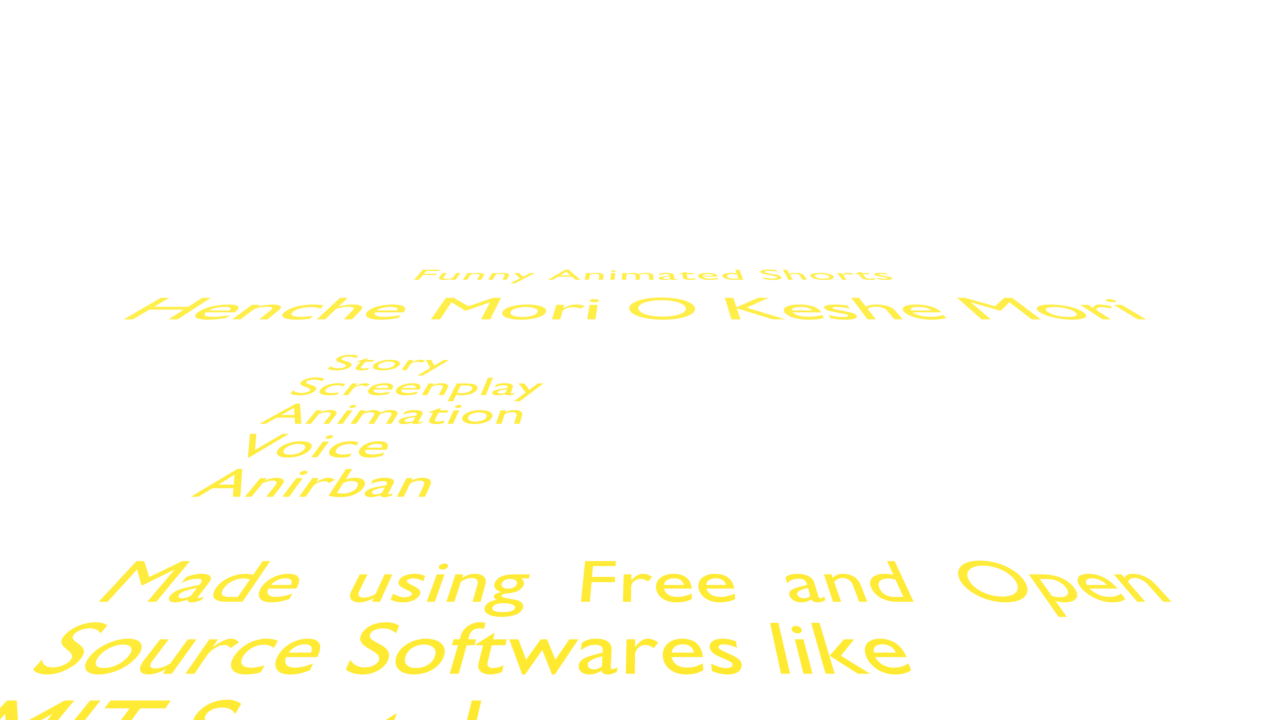 Funny Animated Shorts
Henche Mori O Keshe Mori
Story
Screenplay
Animation
Voice
Anirban
Made using Free and Open
Source Softwares like
MIT